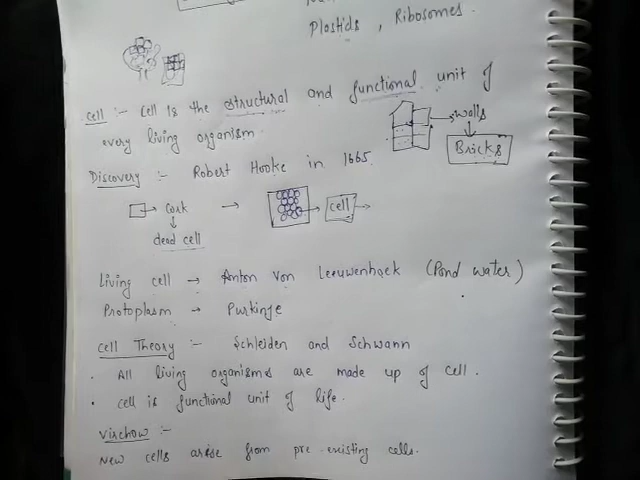 Plastids, Ribosomes.
Cell :- Cell is the structural and functional unit of
every living organism.
walls
Bricks
Discovery :- Robert Hooke in 1665.
Cork
cell
dead cell
Living cell → Anton Von Leeuwenhoek (Pond water)
Protoplasm → Purkinje
Cell Theory :- Schleiden and Schwann
. All living organisms are made up of cell.
. cell is functional unit of life.
Virchow :-
New cells arise from pre-existing cells.